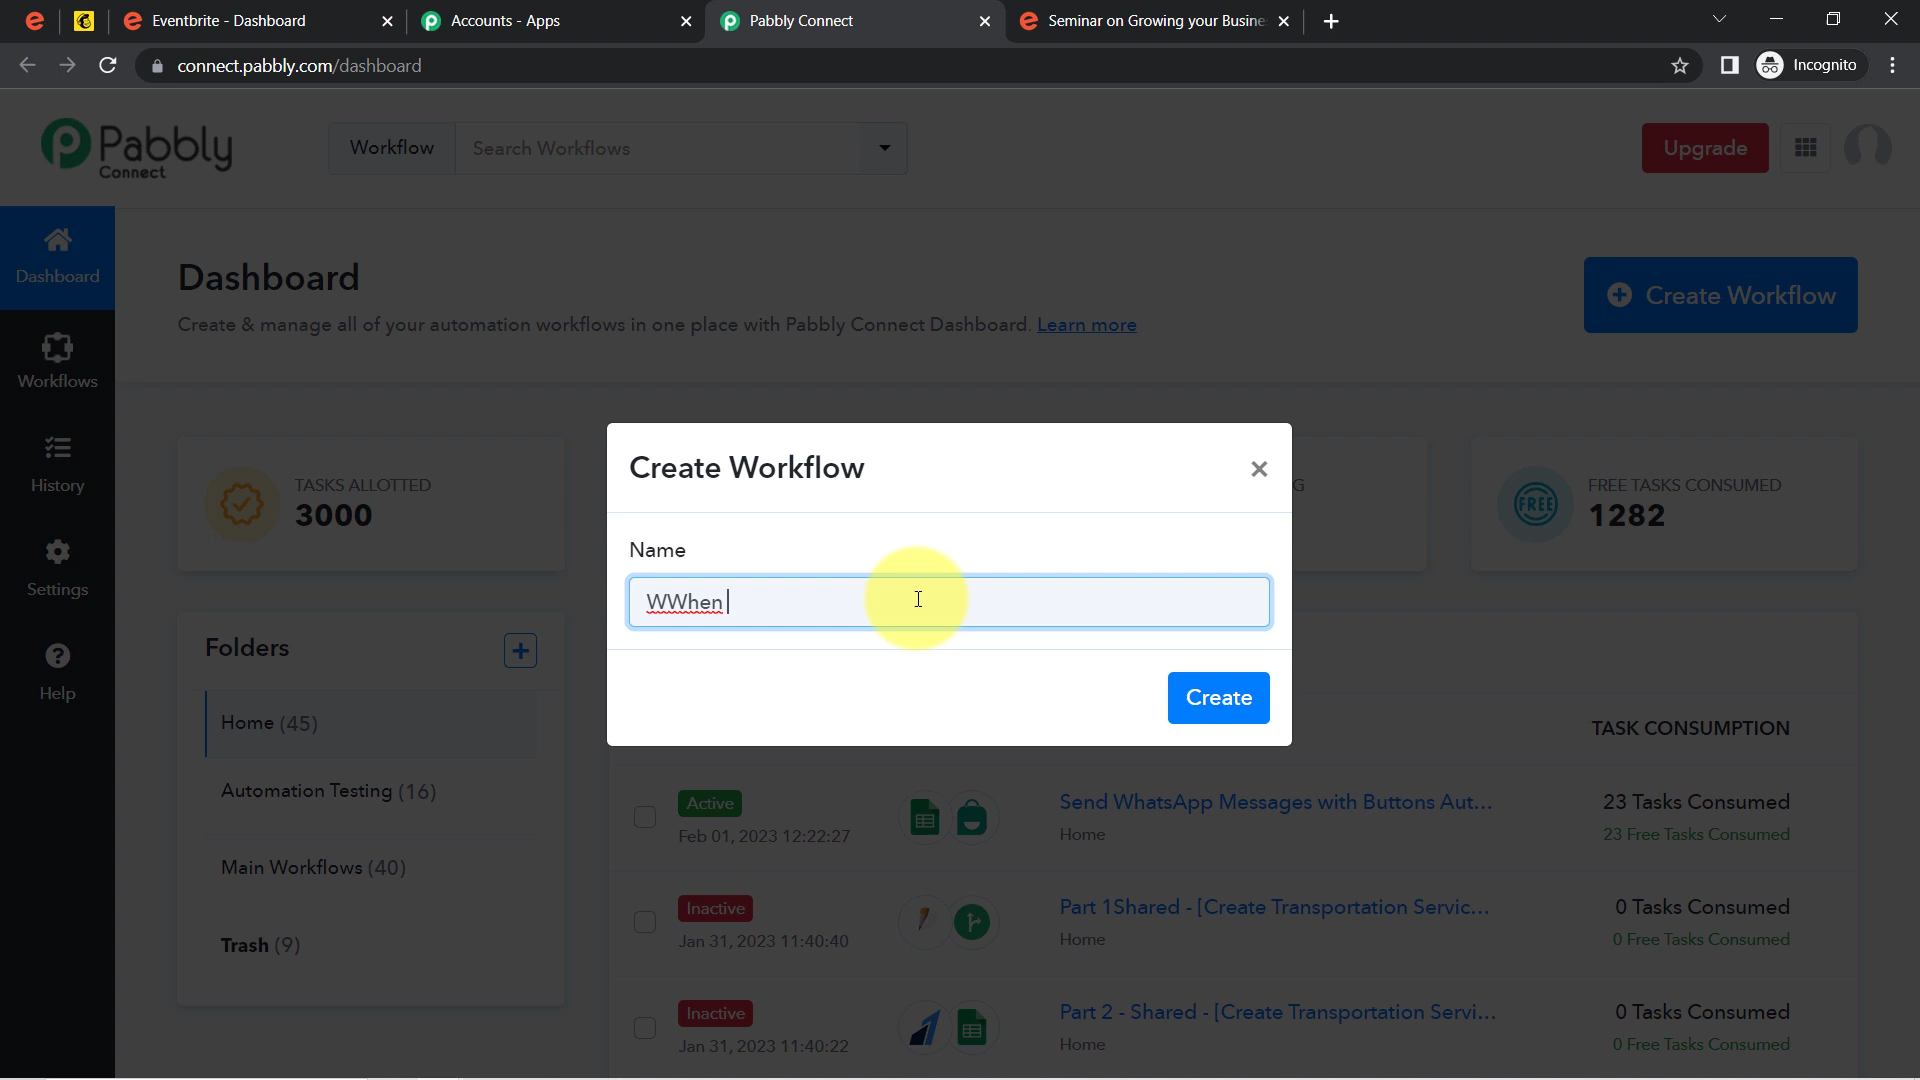 Eventbrite - Dashboard
Accounts - Apps
Pabbly Connect
Seminar on Growing your Busine
connect.pabbly.com/dashboard
Incognito
Pabbly
Connect
Workflow
Search Workflows
Upgrade
Dashboard
Workflows
History
Settings
Help
Dashboard
Create & manage all of your automation workflows in one place with Pabbly Connect Dashboard. Learn more
Create Workflow
TASKS ALLOTTED
3000
G
FREE TASKS CONSUMED
1282
FREE
Create Workflow
Name
WWhen
Create
Folders
Home (45)
Automation Testing (16)
Main Workflows (40)
Trash (9)
TASK CONSUMPTION
Active
Feb 01, 2023 12:22:27
Send WhatsApp Messages with Buttons Aut...
Home
23 Tasks Consumed
23 Free Tasks Consumed
Inactive
Jan 31, 2023 11:40:40
Part 1Shared - [Create Transportation Servic...
Home
0 Tasks Consumed
0 Free Tasks Consumed
Inactive
Jan 31, 2023 11:40:22
Part 2 - Shared - [Create Transportation Servi...
Home
0 Tasks Consumed
0 Free Tasks Consumed